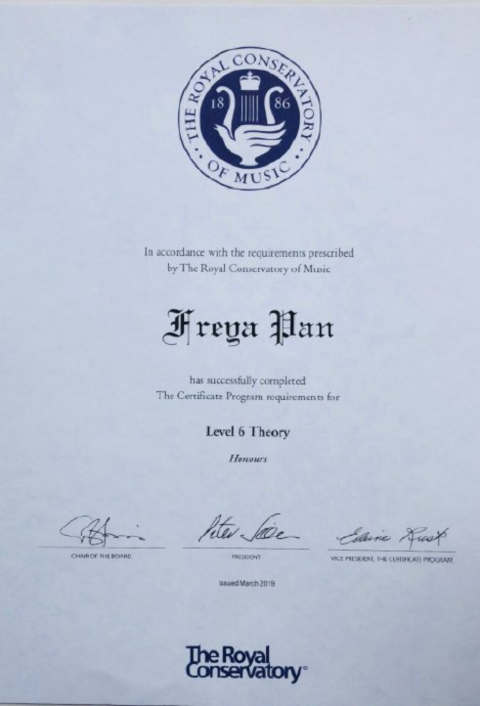 THE ROYAL CONSERVATORY
18 86
OF MUSIC
In accordance with the requirements prescribed
by The Royal Conservatory of Music
Freya Pan
has successfully completed
The Certificate Program requirements for
Level 6 Theory
Honours
Peter Simon
Elaine Rusk
CHAIR OF THE BOARD
PRESIDENT
VICE PRESIDENT, THE CERTIFICATE PROGRAM
Issued March 2019
The Royal
Conservatory®